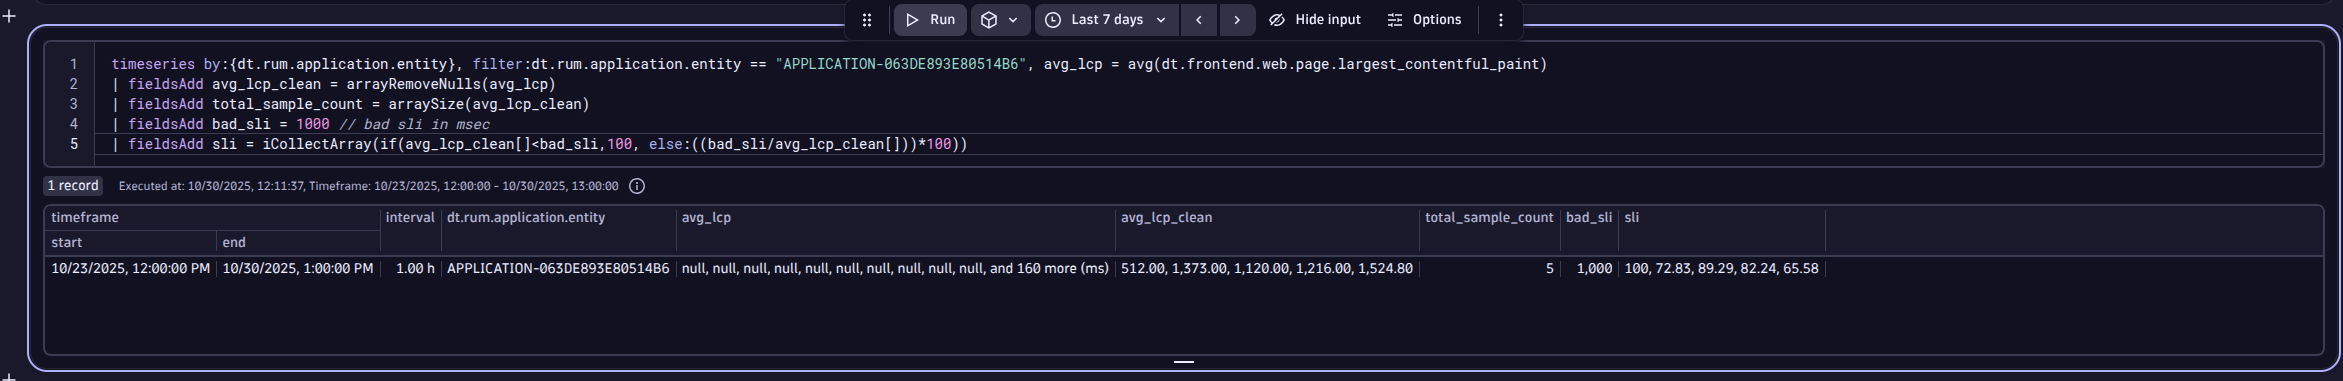 Run
Last 7 days
Hide input
Options
1 timeseries by:{dt.rum.application.entity}, filter:dt.rum.application.entity == "APPLICATION-063DE893E80514B6", avg_lcp = avg(dt.frontend.web.page.largest_contentful_paint)
2 | fieldsAdd avg_lcp_clean = arrayRemoveNulls(avg_lcp)
3 | fieldsAdd total_sample_count = arraySize(avg_lcp_clean)
4 | fieldsAdd bad_sli = 1000 // bad sli in msec
5 | fieldsAdd sli = iCollectArray(if(avg_lcp_clean[]<bad_sli,100, else:((bad_sli/avg_lcp_clean[]))*100))
1 record Executed at: 10/30/2025, 12:11:37, Timeframe: 10/23/2025, 12:00:00 - 10/30/2025, 13:00:00
timeframe interval dt.rum.application.entity avg_lcp avg_lcp_clean total_sample_count bad_sli sli
start end
10/23/2025, 12:00:00 PM 10/30/2025, 1:00:00 PM 1.00 h APPLICATION-063DE893E80514B6 null, null, null, null, null, null, null, null, null, null, and 160 more (ms) 512.00, 1,373.00, 1,120.00, 1,216.00, 1,524.80 5 1,000 100, 72.83, 89.29, 82.24, 65.58